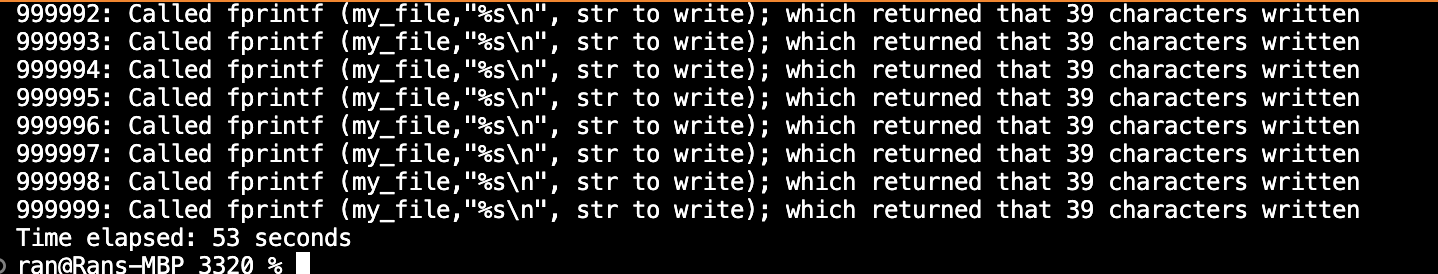 999992: Called fprintf (my_file,"%s\n", str to write); which returned that 39 characters written
999993: Called fprintf (my_file,"%s\n", str to write); which returned that 39 characters written
999994: Called fprintf (my_file,"%s\n", str to write); which returned that 39 characters written
999995: Called fprintf (my_file,"%s\n", str to write); which returned that 39 characters written
999996: Called fprintf (my_file,"%s\n", str to write); which returned that 39 characters written
999997: Called fprintf (my_file,"%s\n", str to write); which returned that 39 characters written
999998: Called fprintf (my_file,"%s\n", str to write); which returned that 39 characters written
999999: Called fprintf (my_file,"%s\n", str to write); which returned that 39 characters written
Time elapsed: 53 seconds
ran@Rans-MBP 3320 %